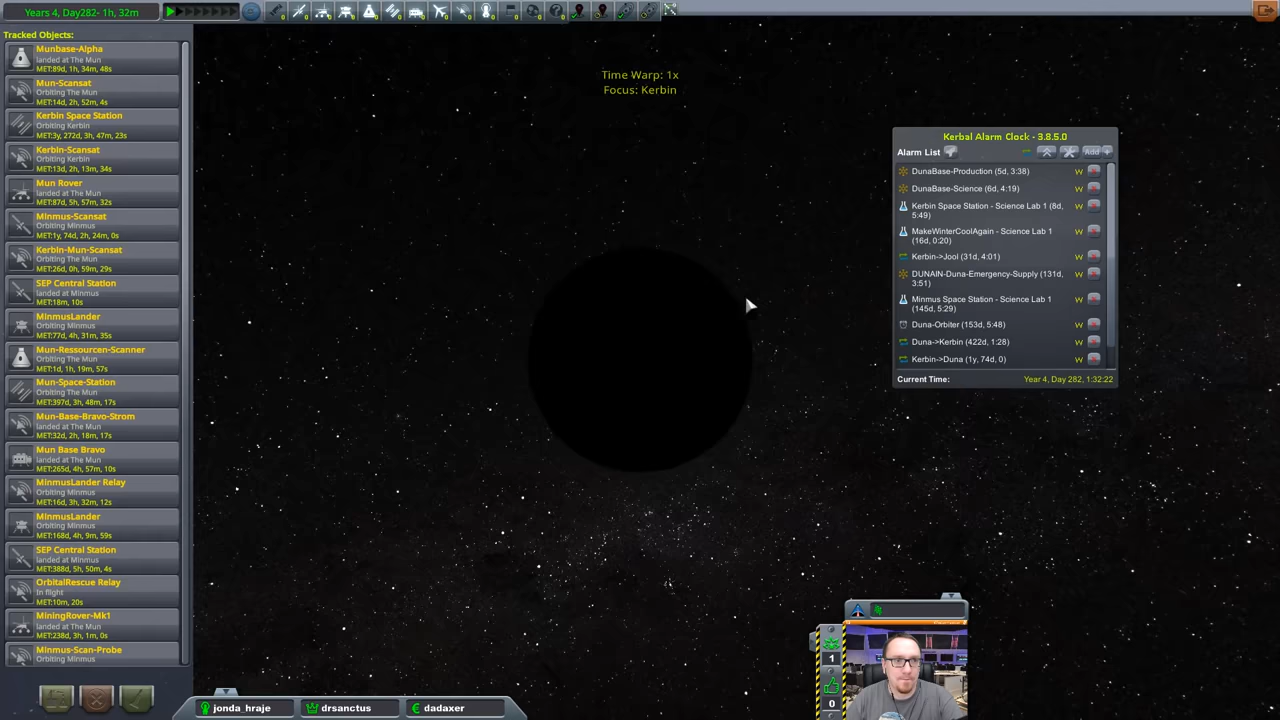 Years 4, Day282- 1h, 32m
Tracked Objects:
Munbase-Alpha
landed at The Mun
MET:89d, 1h, 34m, 48s
Mun-Scansat
Orbiting The Mun
MET:14d, 2h, 52m, 4s
Kerbin Space Station
Orbiting Kerbin
MET:3y, 272d, 3h, 47m, 23s
Kerbin-Scansat
Orbiting Kerbin
MET:13d, 2h, 13m, 34s
Mun Rover
landed at The Mun
MET:87d, 5h, 57m, 32s
Minmus-Scansat
Orbiting Minmus
MET:1y, 74d, 2h, 24m, 0s
Kerbin-Mun-Scansat
Orbiting The Mun
MET:26d, 0h, 59m, 29s
SEP Central Station
landed at Minmus
MET:18m, 10s
MinmusLander
Orbiting The Mun
MET:77d, 4h, 31m, 35s
Mun-Ressourcen-Scanner
Orbiting The Mun
MET:1d, 1h, 19m, 57s
Mun-Space-Station
Orbiting The Mun
MET:397d, 3h, 48m, 17s
Mun-Base-Bravo-Strom
landed at The Mun
MET:32d, 2h, 18m, 17s
Mun Base Bravo
landed at The Mun
MET:265d, 4h, 57m, 10s
MinmusLander Relay
Orbiting Minmus
MET:16d, 3h, 32m, 12s
MinmusLander
Orbiting Minmus
MET:168d, 4h, 9m, 59s
SEP Central Station
landed at Minmus
MET:388d, 5h, 50m, 4s
OrbitalRescue Relay
In flight
MET:10m, 20s
MiningRover-Mk1
landed at The Mun
MET:238d, 3h, 1m, 0s
Minmus-Scan-Probe
Orbiting Minmus
Time Warp: 1x
Focus: Kerbin
Kerbal Alarm Clock - 3.8.5.0
Alarm List
Add +
DunaBase-Production (5d, 3:38)
DunaBase-Science (6d, 4:19)
Kerbin Space Station - Science Lab 1 (8d,
5:49)
MakeWinterCoolAgain - Science Lab 1
(16d, 0:20)
Kerbin->Jool (31d, 4:01)
DUNAIN-Duna-Emergency-Supply (131d,
3:51)
Minmus Space Station - Science Lab 1
(145d, 5:29)
Duna-Orbiter (153d, 5:48)
Duna->Kerbin (422d, 1:28)
Kerbin->Duna (1y, 74d, 0)
Current Time:
Year 4, Day 282, 1:32:22
1
0
jonda_hraje
drsanctus
dadaxer